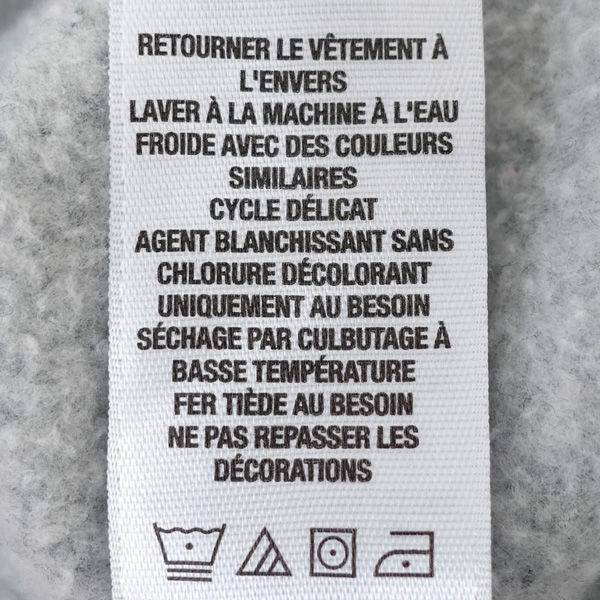 RETOURNER LE VÊTEMENT À
L'ENVERS
LAVER À LA MACHINE À L'EAU
FROIDE AVEC DES COULEURS
SIMILAIRES
CYCLE DÉLICAT
AGENT BLANCHISSANT SANS
CHLORURE DÉCOLORANT
UNIQUEMENT AU BESOIN
SÉCHAGE PAR CULBUTAGE À
BASSE TEMPÉRATURE
FER TIÈDE AU BESOIN
NE PAS REPASSER LES
DÉCORATIONS